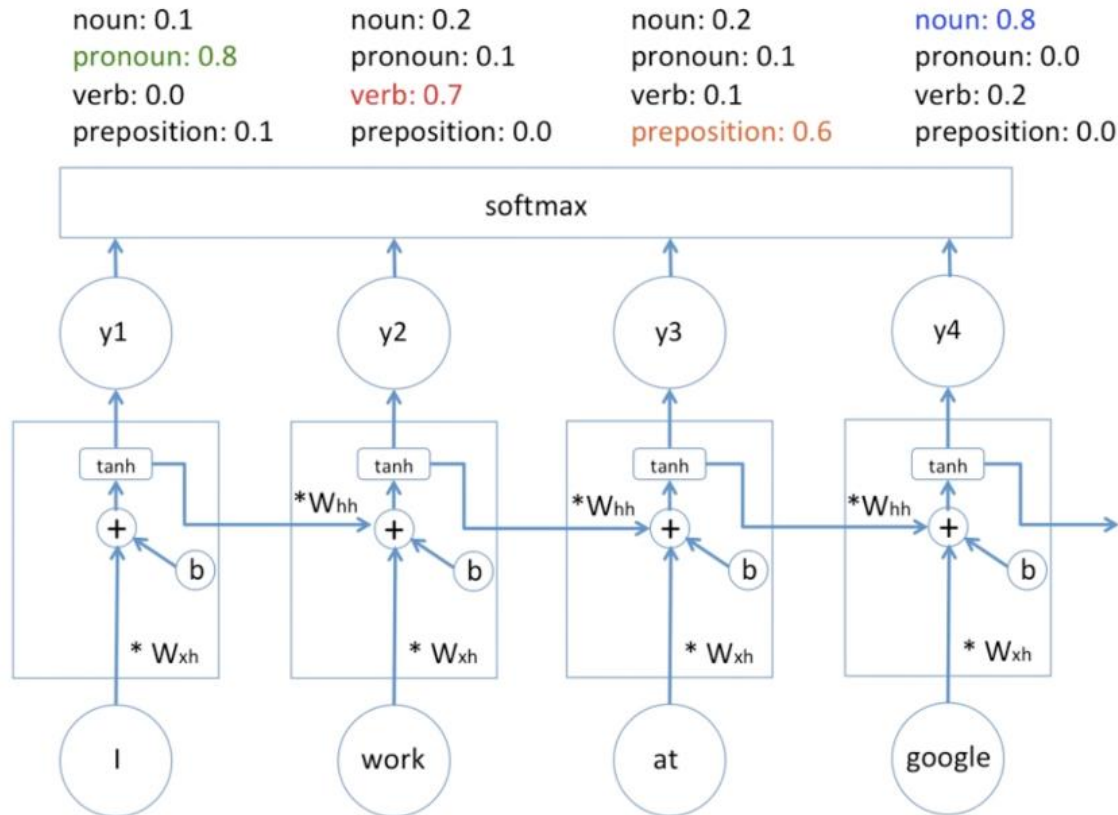 noun: 0.1
pronoun: 0.8
verb: 0.0
preposition: 0.1
noun: 0.2
pronoun: 0.1
verb: 0.7
preposition: 0.0
noun: 0.2
pronoun: 0.1
verb: 0.1
preposition: 0.6
noun: 0.8
pronoun: 0.0
verb: 0.2
preposition: 0.0
softmax
y1
y2
y3
y4
tanh
tanh
tanh
tanh
*Whh
*Whh
*Whh
+
+
+
+
b
b
b
b
* Wxh
* Wxh
* Wxh
* Wxh
I
work
at
google